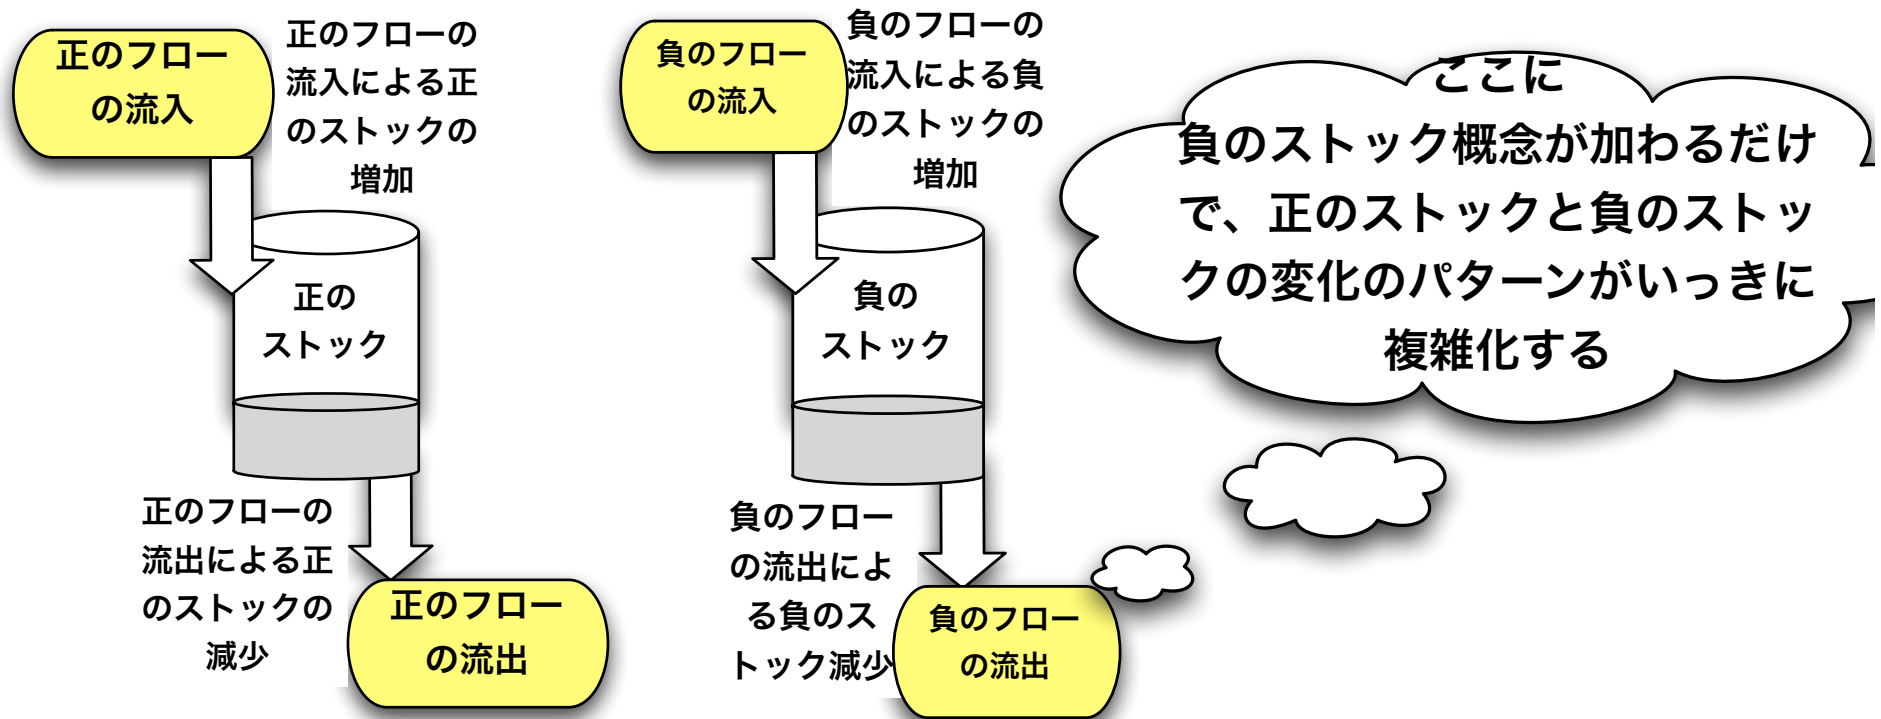 正のフロー
の流入
正のフローの
流入による正
のストックの
増加
正の
ストック
正のフローの
流出による正
のストックの
減少
正のフロー
の流出
負のフロー
の流入
負のフローの
流入による負
のストックの
増加
負の
ストック
負のフロー
の流出によ
る負のス
トック減少
負のフロー
の流出
ここに
負のストック概念が加わるだけ
で、正のストックと負のストッ
クの変化のパターンがいっきに
複雑化する